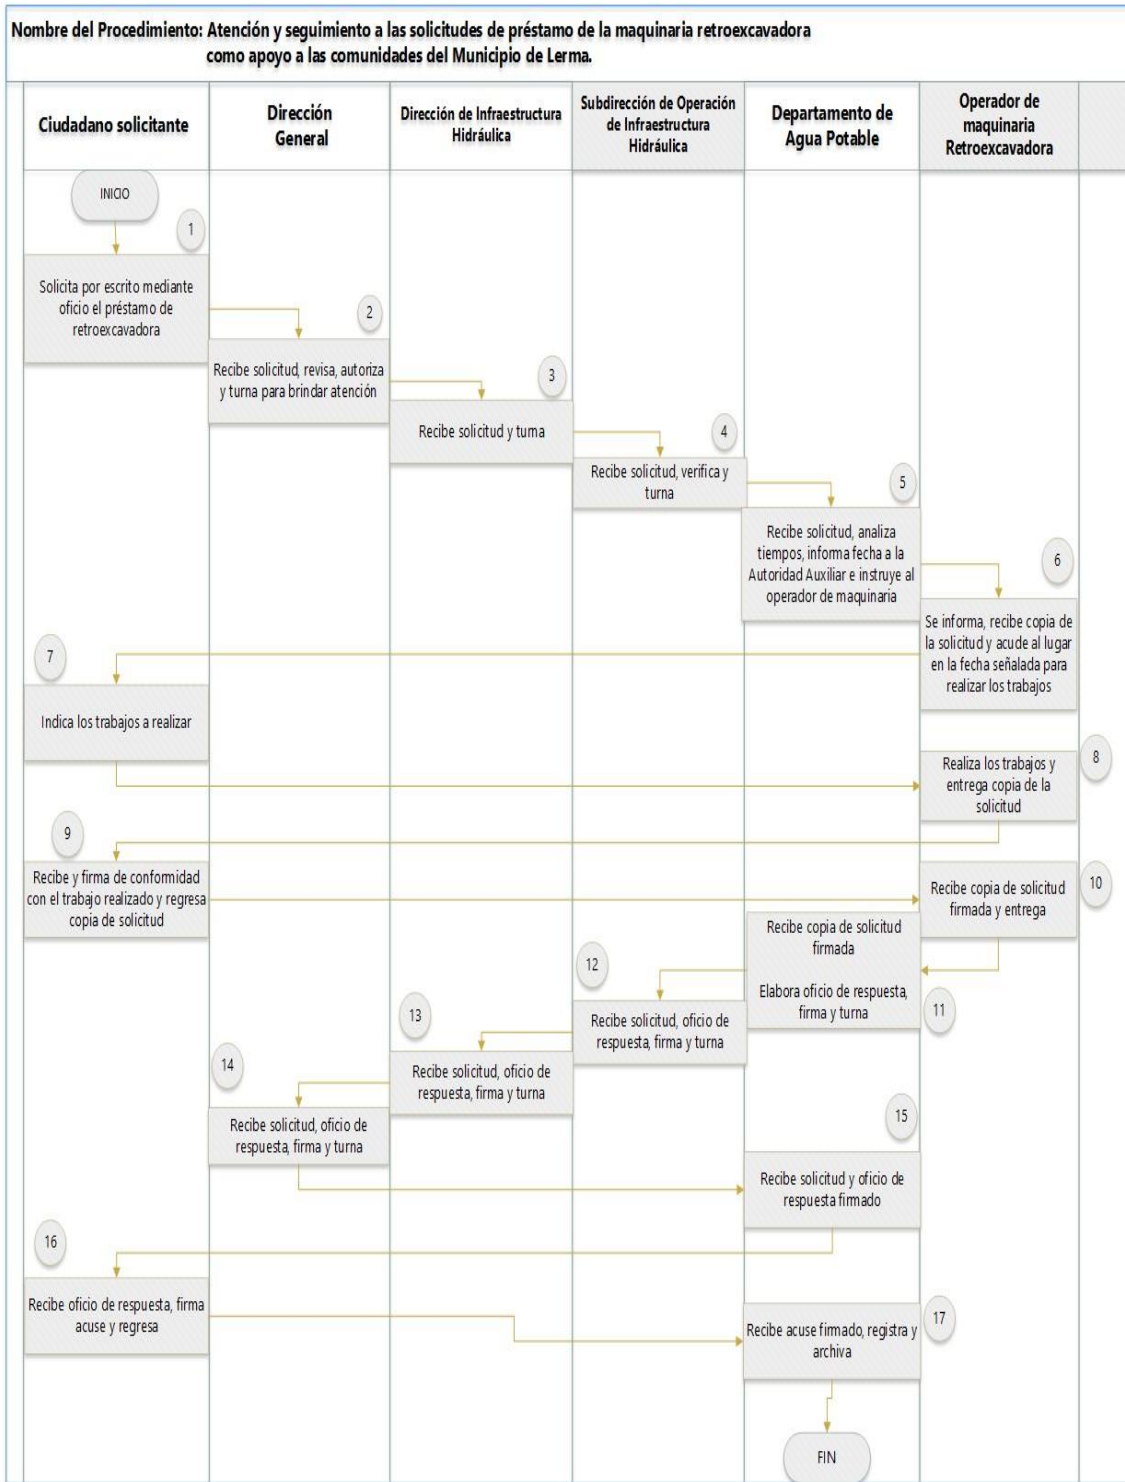 Nombre del Procedimiento: Atención y seguimiento a las solicitudes de préstamo de la maquinaria retroexcavadora
como apoyo a las comunidades del Municipio de Lerma.
Ciudadano solicitante
Dirección
General
Dirección de Infraestructura
Hidráulica
Subdirección de Operación
de Infraestructura
Hidráulica
Departamento de
Agua Potable
Operador de
maquinaria
Retroexcavadora
INICIO
1
Solicita por escrito mediante
oficio el préstamo de
retroexcavadora
2
Recibe solicitud, revisa, autoriza
y turna para brindar atención
3
Recibe solicitud y turna
4
Recibe solicitud, verifica y
turna
5
Recibe solicitud, analiza
tiempos, informa fecha a la
Autoridad Auxiliar e instruye al
operador de maquinaria
6
Se informa, recibe copia de
la solicitud y acude al lugar
en la fecha señalada para
realizar los trabajos
7
Indica los trabajos a realizar
8
Realiza los trabajos y
entrega copia de la
solicitud
9
Recibe y firma de conformidad
con el trabajo realizado y regresa
copia de solicitud
10
Recibe copia de solicitud
firmada y entrega
Recibe copia de solicitud
firmada
Elabora oficio de respuesta,
firma y turna
11
12
Recibe solicitud, oficio de
respuesta, firma y turna
13
Recibe solicitud, oficio de
respuesta, firma y turna
14
Recibe solicitud, oficio de
respuesta, firma y turna
15
Recibe solicitud y oficio de
respuesta firmado
16
Recibe oficio de respuesta, firma
acuse y regresa
17
Recibe acuse firmado, registra y
archiva
FIN